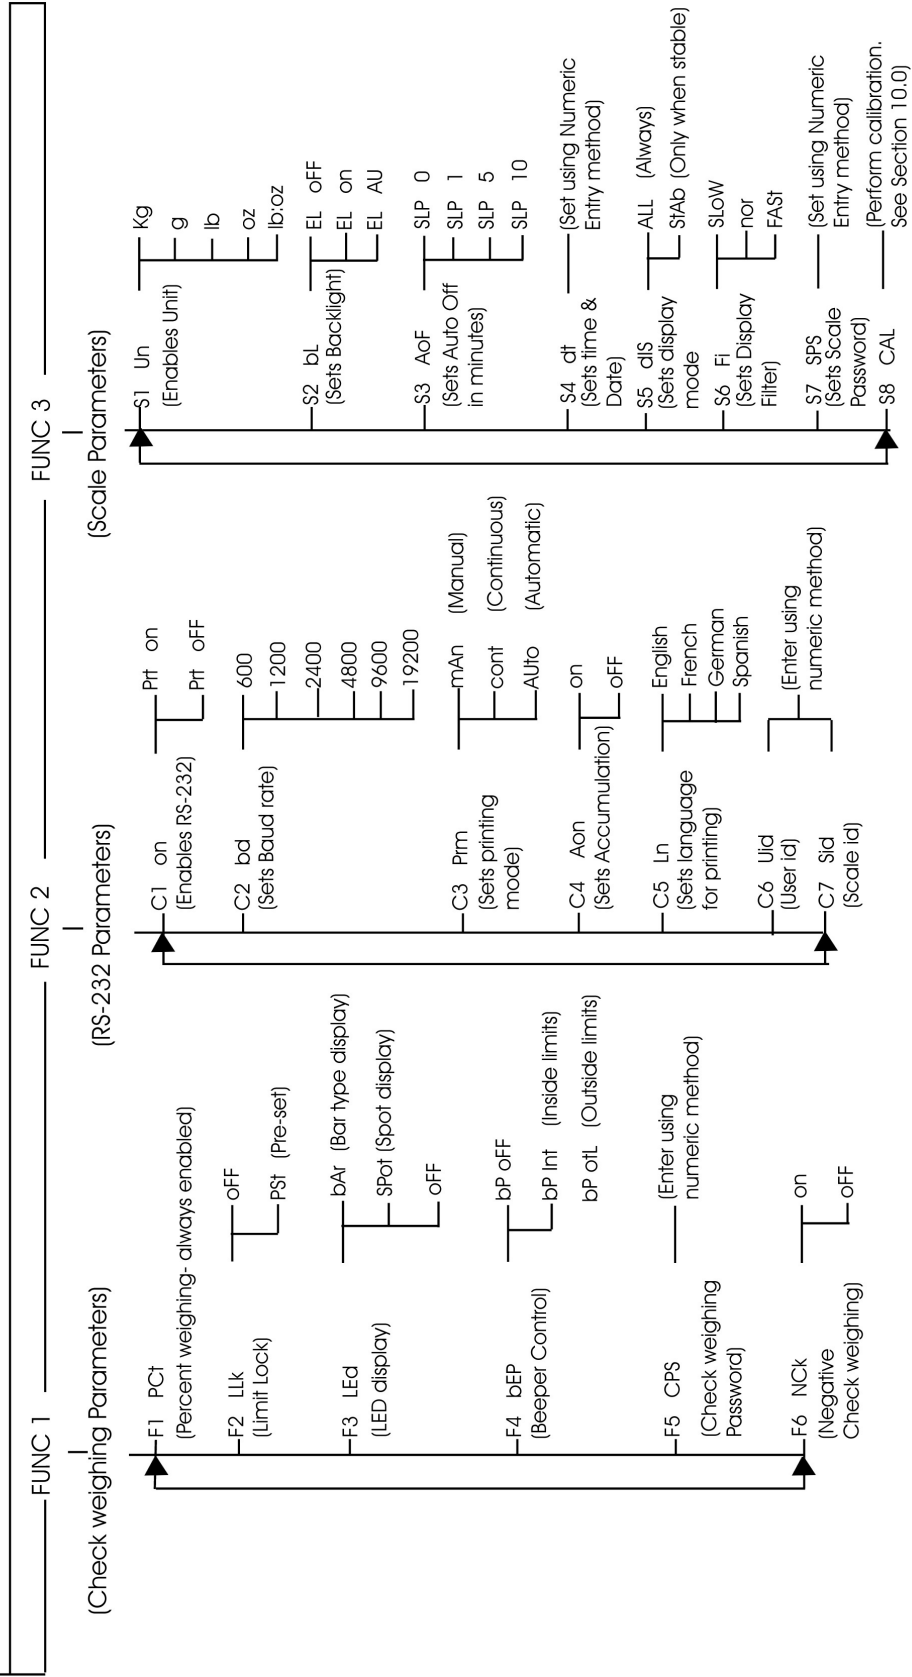 FUNC 1
(Check weighing Parameters)
F1 PCt
(Percent weighing- always enabled)
F2 LLk
(Limit Lock)
oFF
PSt (Pre-set)
F3 LEd
(LED display)
bAr (Bar type display)
SPot (Spot display)
oFF
F4 bEP
(Beeper Control)
bP oFF
bP Int (Inside limits)
bP otL (Outside limits)
F5 CPS
(Check weighing
Password)
(Enter using
numeric method)
F6 NCk
(Negative
Check weighing)
on
oFF
FUNC 2
(RS-232 Parameters)
C1 on
(Enables RS-232)
Prt on
Prt oFF
C2 bd
(Sets Baud rate)
600
1200
2400
4800
9600
19200
C3 Prm
(Sets printing
mode)
mAn (Manual)
cont (Continuous)
AUto (Automatic)
C4 Aon
(Sets Accumulation)
on
oFF
C5 Ln
(Sets language
for printing)
English
French
German
Spanish
C6 Uid
(User id)
C7 Sid
(Scale id)
(Enter using
numeric method)
FUNC 3
(Scale Parameters)
S1 Un
(Enables Unit)
Kg
g
lb
oz
lb:oz
S2 bL
(Sets Backlight)
EL oFF
EL on
EL AU
S3 AoF
(Sets Auto Off
in minutes)
SLP 0
SLP 1
SLP 5
SLP 10
S4 dt
(Sets time &
Date)
(Set using Numeric
Entry method)
S5 dIS
(Sets display
mode
ALL (Always)
StAb (Only when stable)
S6 Fi
(Sets Display
Filter)
SLoW
nor
FASt
S7 SPS
(Sets Scale
Password)
(Set using Numeric
Entry method)
S8 CAL
(Perform calibration.
See Section 10.0)